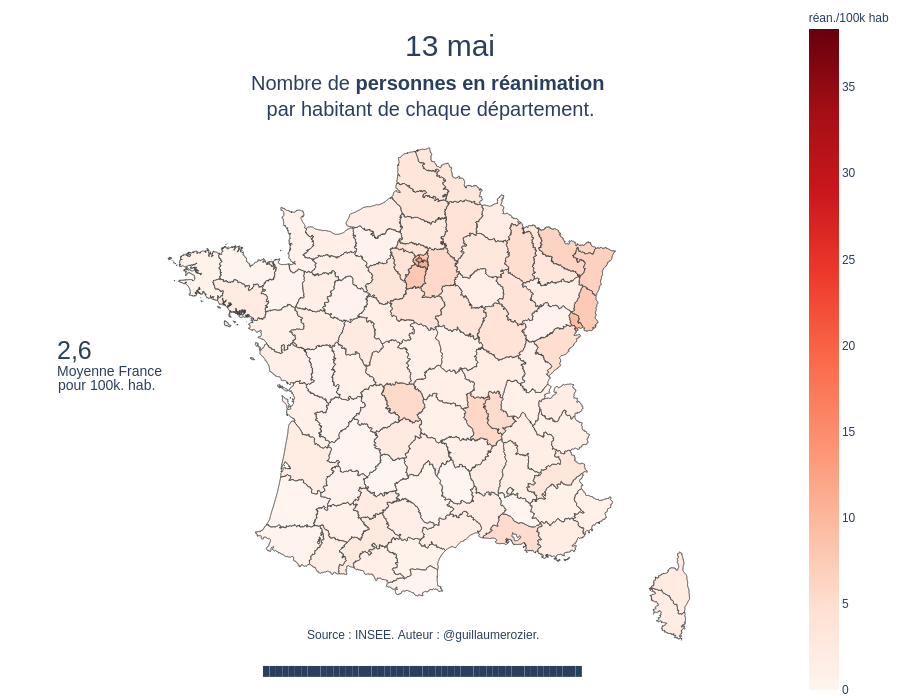 réan./100k hab
13 mai
Nombre de personnes en réanimation
par habitant de chaque département.
35
30
25
20
15
10
5
0
2,6
Moyenne France
pour 100k. hab.
Source : INSEE. Auteur : @guillaumerozier.